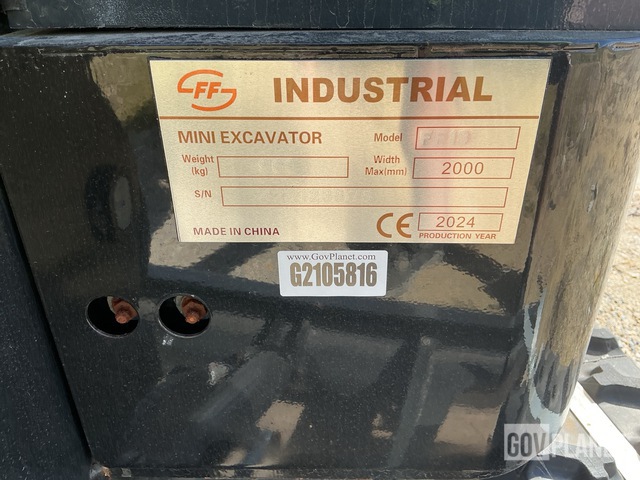 FF INDUSTRIAL
MINI EXCAVATOR Model
Weight (kg) Width Max(mm) 2000
S/N
MADE IN CHINA CE 2024
PRODUCTION YEAR
www.GovPlanet.com
G2105816
GOVPLANET